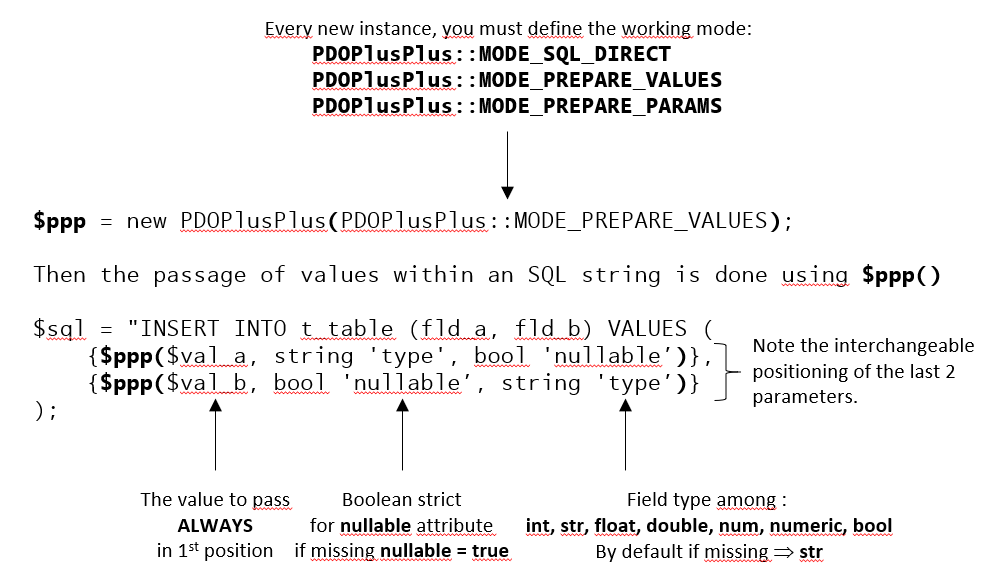 Every new instance, you must define the working mode:
PDOPlusPlus::MODE_SQL_DIRECT
PDOPlusPlus::MODE_PREPARE_VALUES
PDOPlusPlus::MODE_PREPARE_PARAMS
$ppp = new PDOPlusPlus(PDOPlusPlus::MODE_PREPARE_VALUES);
Then the passage of values within an SQL string is done using $ppp()
$sql = "INSERT INTO t_table (fld_a, fld_b) VALUES (
{$ppp($val_a, string 'type', bool 'nullable’)},
{$ppp($val_b, bool 'nullable’, string 'type’)}
);
Note the interchangeable
positioning of the last 2
parameters.
The value to pass
ALWAYS
in 1st position
Boolean strict
for nullable attribute
if missing nullable = true
Field type among :
int, str, float, double, num, numeric, bool
By default if missing ⇒ str